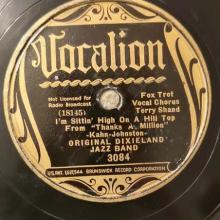 Vocalion
Not Licensed for
Radio Broadcast
Fox Trot
Vocal Chorus
(18145) Terry Shand
I'm Sittin' High On A Hill Top
From "Thanks A Million"
-Kahn-Johnston-
ORIGINAL DIXIELAND
JAZZ BAND
3084
BRUNSWICK RECORD CORPORATION